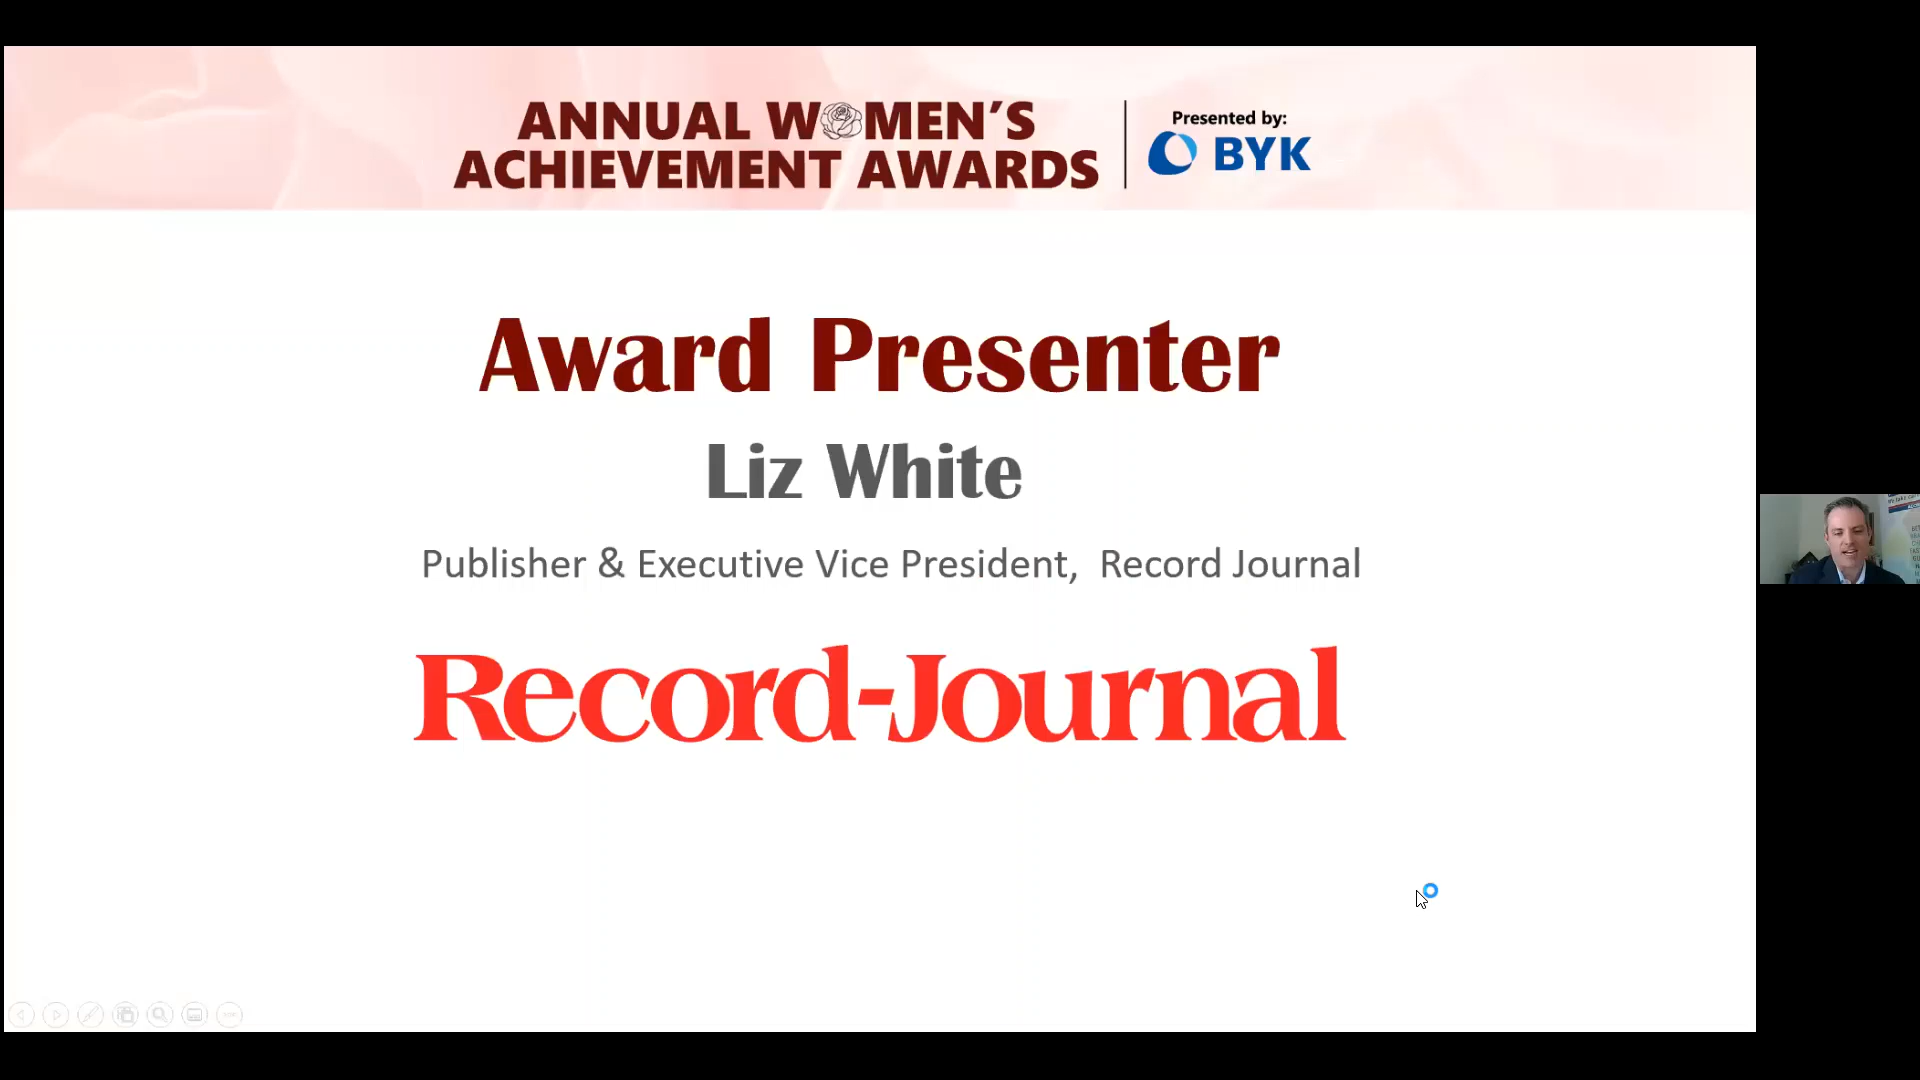 ANNUAL WOMEN'S
ACHIEVEMENT AWARDS
Presented by:
BYK
Award Presenter
Liz White
Publisher & Executive Vice President, Record Journal
Record-Journal